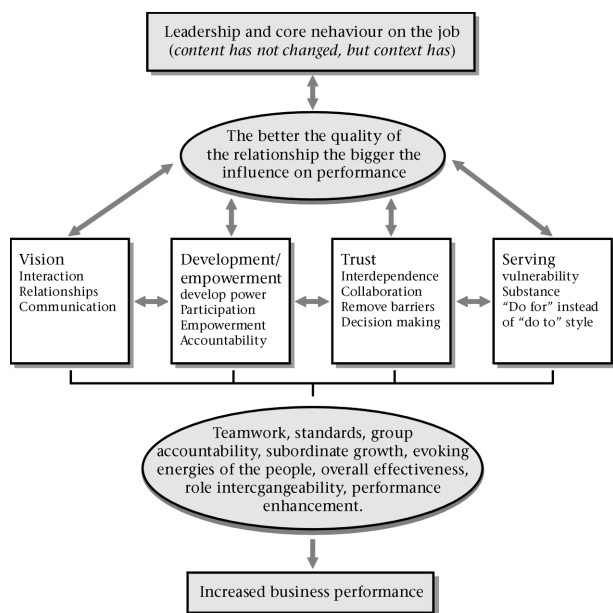 Leadership and core nehaviour on the job
(content has not changed, but context has)
The better the quality of
the relationship the bigger the
influence on performance
Vision
Interaction
Relationships
Communication
Development/
empowerment
develop power
Participation
Empowerment
Accountability
Trust
Interdependence
Collaboration
Remove barriers
Decision making
Serving
vulnerability
Substance
“Do for” instead
of “do to” style
Teamwork, standards, group
accountability, subordinate growth, evoking
energies of the people, overall effectiveness,
role intercgangeability, performance
enhancement.
Increased business performance